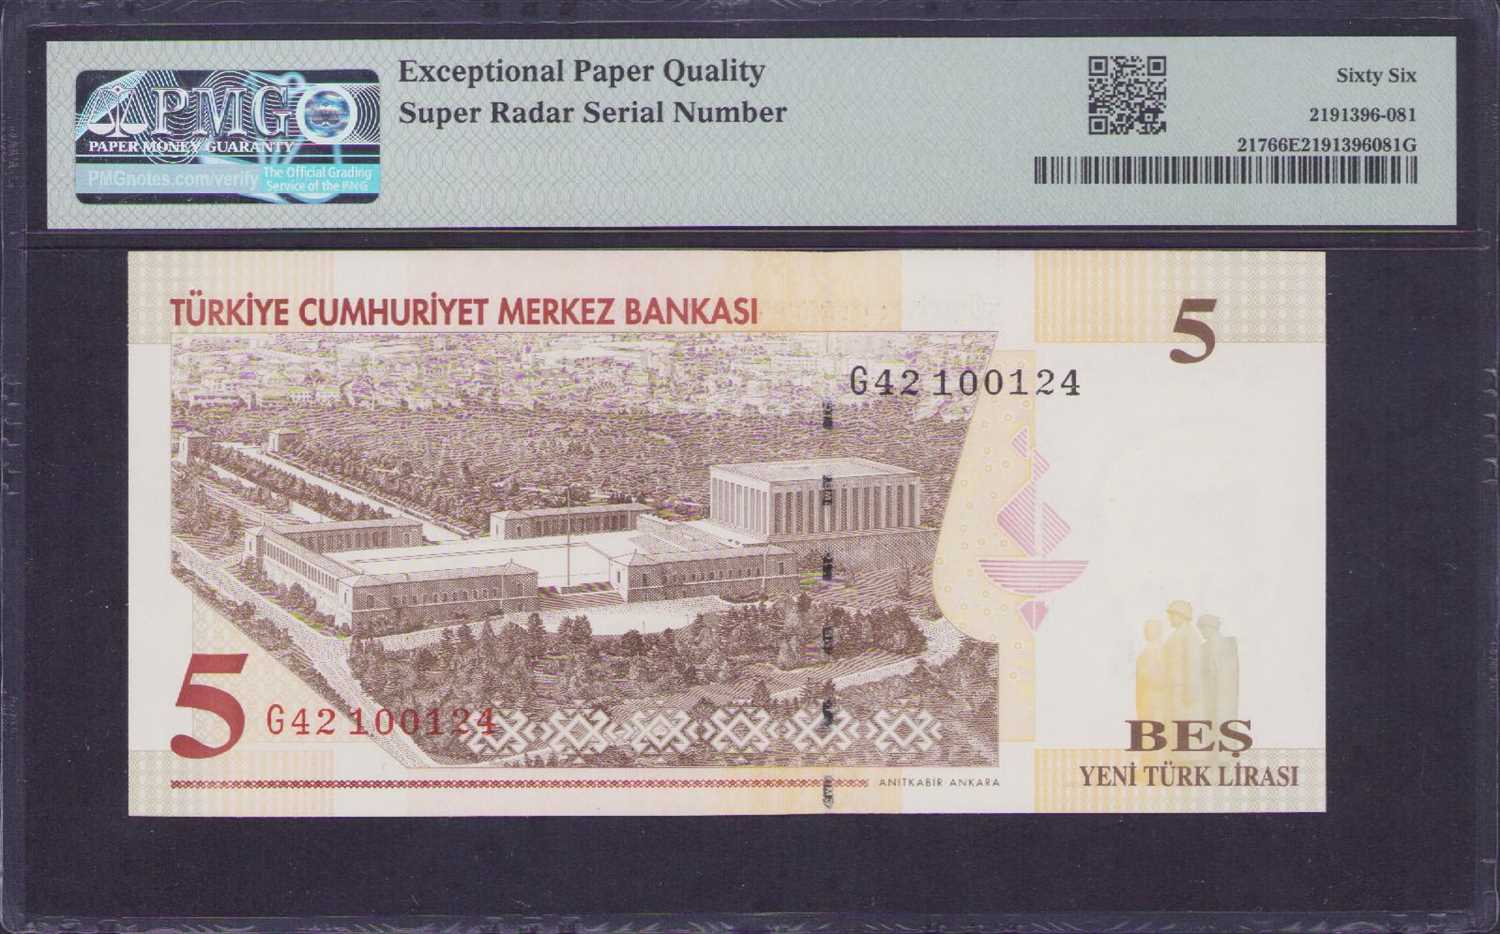 Exceptional Paper Quality
Super Radar Serial Number
PMG
PAPER MONEY GUARANTY
PMGnotes.com/verify
The Official Grading
Service of the PNG
Sixty Six
2191396-081
21766E2191396081G
TÜRKİYE CUMHURİYET MERKEZ BANKASI
5
G42100124
5
G42100124
BEŞ
YENİ TÜRK LİRASI
ANITKABİR ANKARA